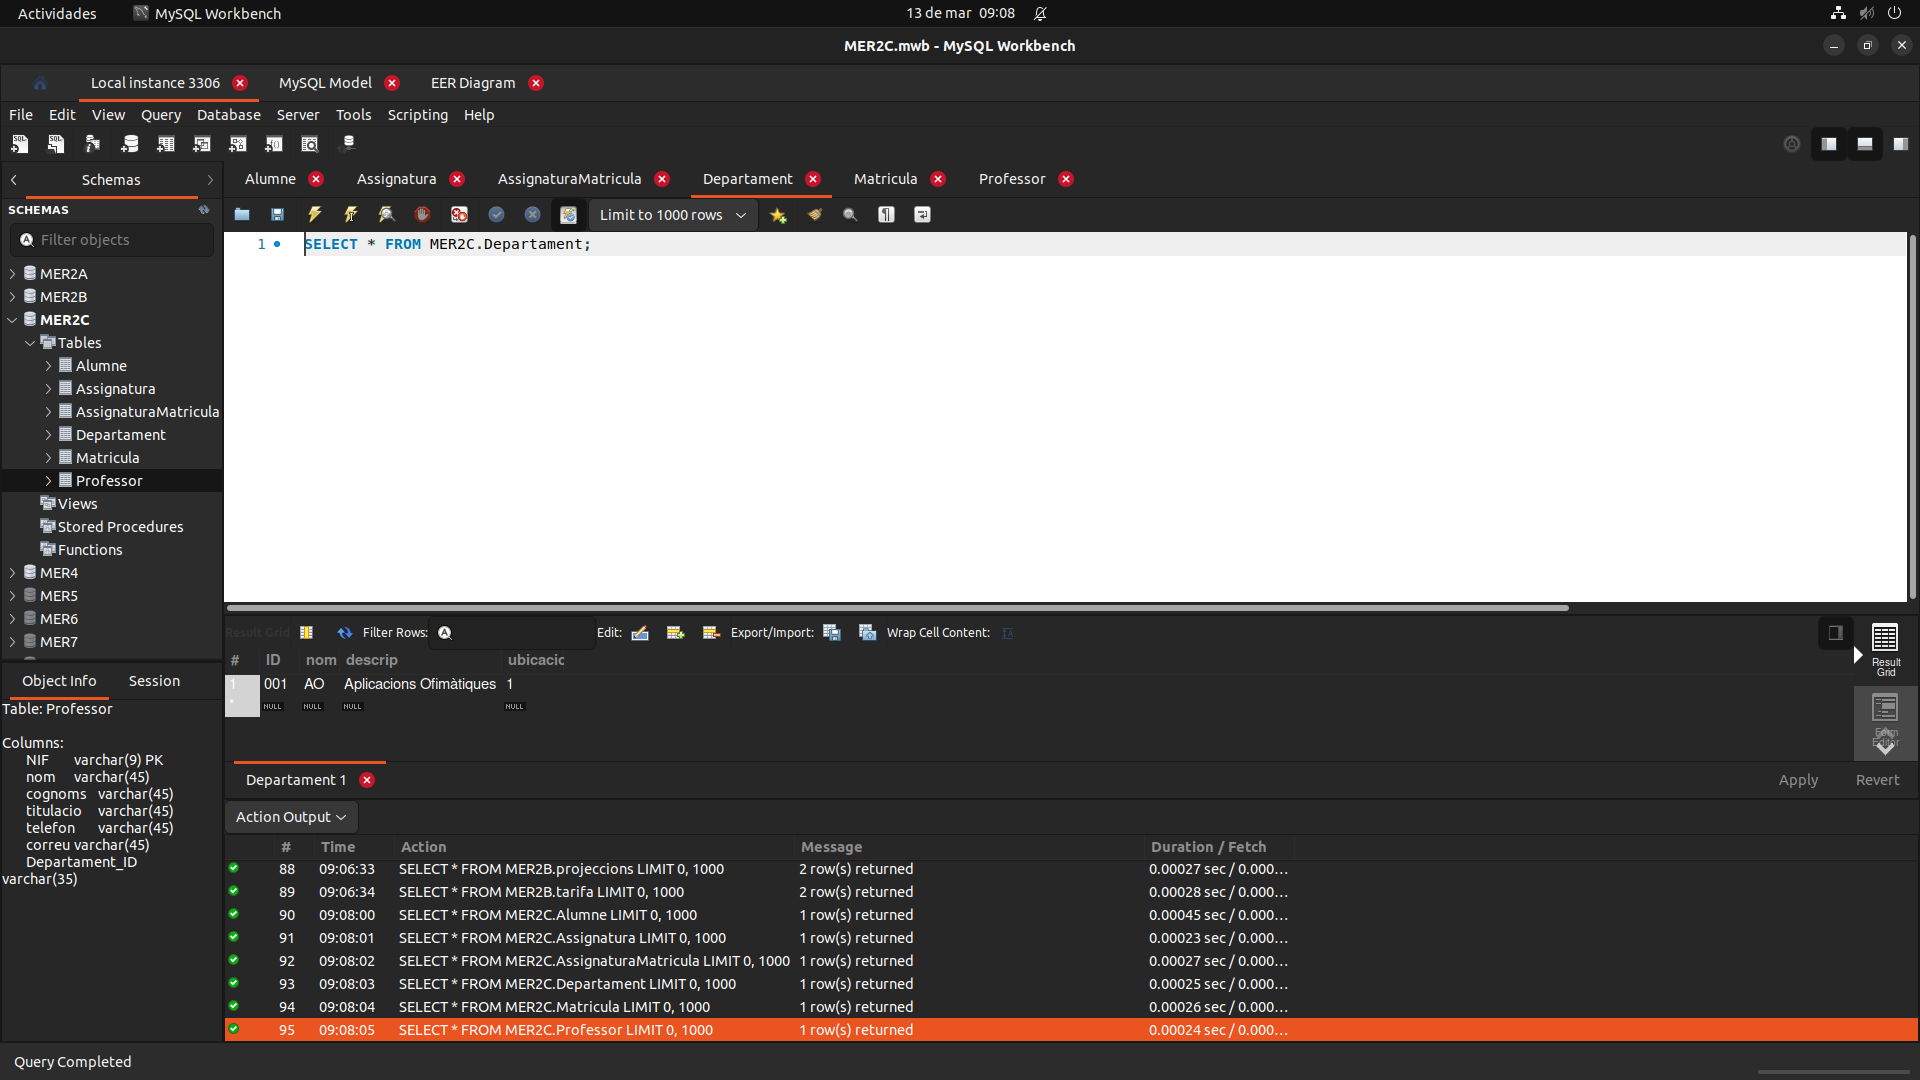 Actividades
MySQL Workbench
13 de mar 09:08
MER2C.mwb - MySQL Workbench
Local instance 3306
MySQL Model
EER Diagram
File Edit View Query Database Server Tools Scripting Help
Schemas
Alumne
Assignatura
AssignaturaMatricula
Departament
Matricula
Professor
SCHEMAS
Limit to 1000 rows
Filter objects
1
SELECT * FROM MER2C.Departament;
MER2A
MER2B
MER2C
Tables
Alumne
Assignatura
AssignaturaMatricula
Departament
Matricula
Professor
Views
Stored Procedures
Functions
MER4
MER5
MER6
MER7
Result Grid
Filter Rows:
Edit:
Export/Import:
Wrap Cell Content:
# ID nom descrip ubicacic
1 001 AO Aplicacions Ofimàtiques 1
* NULL NULL NULL NULL
Result
Grid
Form
Editor
Departament 1
Apply
Revert
Object Info
Session
Table: Professor
Columns:
NIF varchar(9) PK
nom varchar(45)
cognoms varchar(45)
titulacio varchar(45)
telefon varchar(45)
correu varchar(45)
Departament_ID
varchar(35)
Action Output
# Time Action Message Duration / Fetch
88 09:06:33 SELECT * FROM MER2B.projeccions LIMIT 0, 1000 2 row(s) returned 0.00027 sec / 0.000...
89 09:06:34 SELECT * FROM MER2B.tarifa LIMIT 0, 1000 2 row(s) returned 0.00028 sec / 0.000...
90 09:08:00 SELECT * FROM MER2C.Alumne LIMIT 0, 1000 1 row(s) returned 0.00045 sec / 0.000...
91 09:08:01 SELECT * FROM MER2C.Assignatura LIMIT 0, 1000 1 row(s) returned 0.00023 sec / 0.000...
92 09:08:02 SELECT * FROM MER2C.AssignaturaMatricula LIMIT 0, 1000 1 row(s) returned 0.00027 sec / 0.000...
93 09:08:03 SELECT * FROM MER2C.Departament LIMIT 0, 1000 1 row(s) returned 0.00025 sec / 0.000...
94 09:08:04 SELECT * FROM MER2C.Matricula LIMIT 0, 1000 1 row(s) returned 0.00026 sec / 0.000...
95 09:08:05 SELECT * FROM MER2C.Professor LIMIT 0, 1000 1 row(s) returned 0.00024 sec / 0.000...
Query Completed